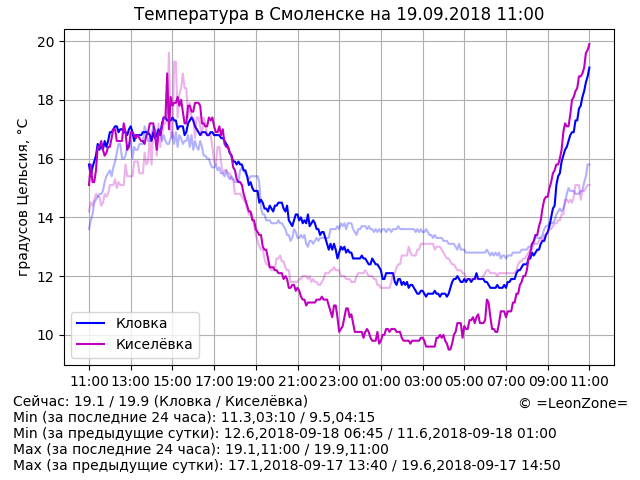 Температура в Смоленске на 19.09.2018 11:00
градусов Цельсия, °C
20
18
16
14
12
10
Кловка
Киселёвка
11:00 13:00 15:00 17:00 19:00 21:00 23:00 01:00 03:00 05:00 07:00 09:00 11:00
Сейчас: 19.1 / 19.9 (Кловка / Киселёвка)
© =LeonZone=
Min (за последние 24 часа): 11.3,03:10 / 9.5,04:15
Min (за предыдущие сутки): 12.6,2018-09-18 06:45 / 11.6,2018-09-18 01:00
Max (за последние 24 часа): 19.1,11:00 / 19.9,11:00
Max (за предыдущие сутки): 17.1,2018-09-17 13:40 / 19.6,2018-09-17 14:50